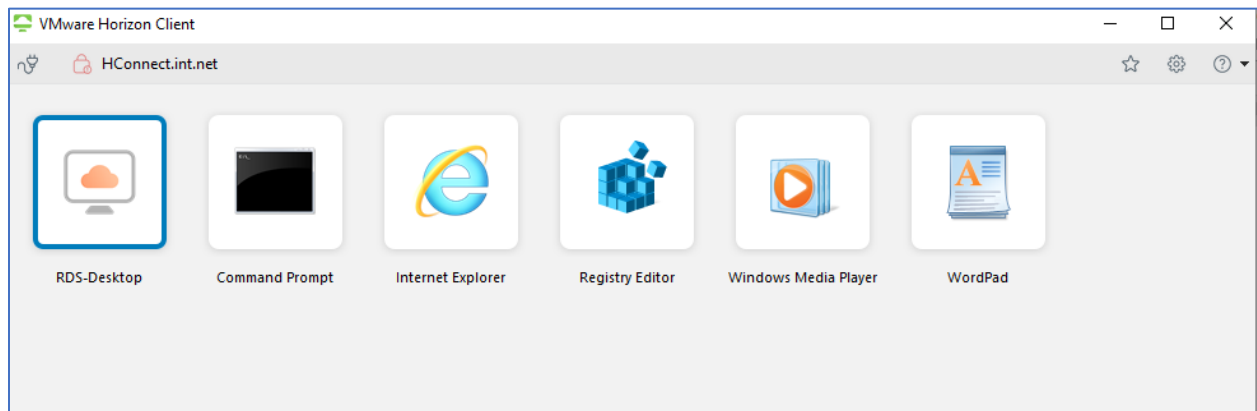 VMware Horizon Client
HConnect.int.net
RDS-Desktop
Command Prompt
Internet Explorer
Registry Editor
Windows Media Player
WordPad